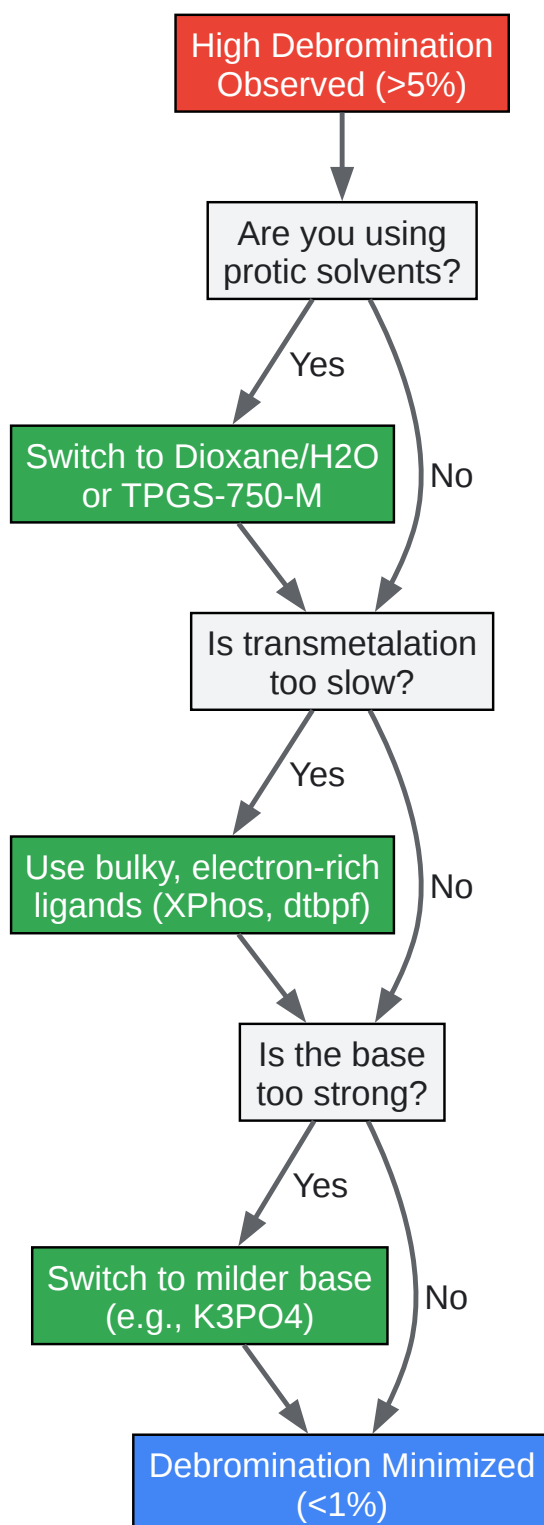 High Debromination
Observed (>5%)
Are you using
protic solvents?
Yes
Switch to Dioxane/H2O
or TPGS-750-M
No
Is transmetalation
too slow?
Yes
Use bulky, electron-rich
ligands (XPhos, dtbpf)
No
Is the base
too strong?
Yes
Switch to milder base
(e.g., K3PO4)
No
Debromination Minimized
(<1%)